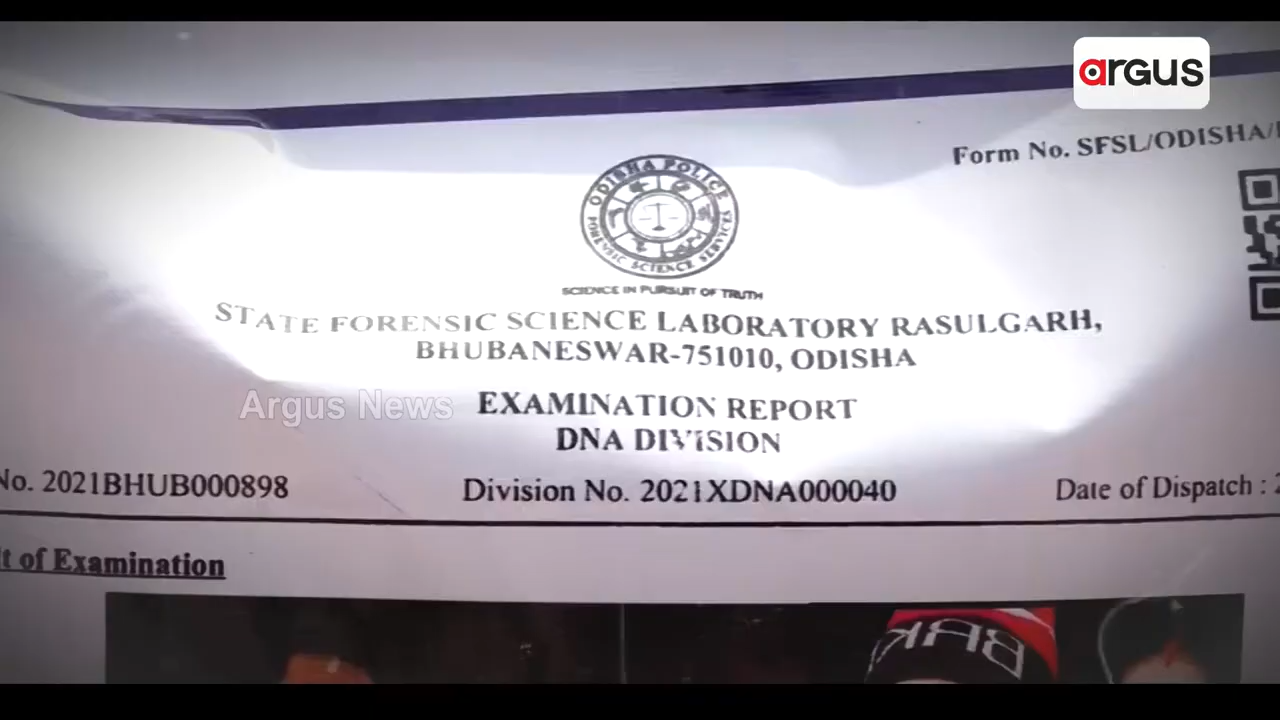 argus
Form No. SFSL/ODISHA/
ODISHA POLICE
FORENSIC SCIENCE SERVICES
SCIENCE IN PURSUIT OF TRUTH
STATE FORENSIC SCIENCE LABORATORY RASULGARH,
BHUBANESWAR-751010, ODISHA
Argus News
EXAMINATION REPORT
DNA DIVISION
No. 2021BHUB000898 Division No. 2021XDNA000040 Date of Dispatch : 2
t of Examination
BRK